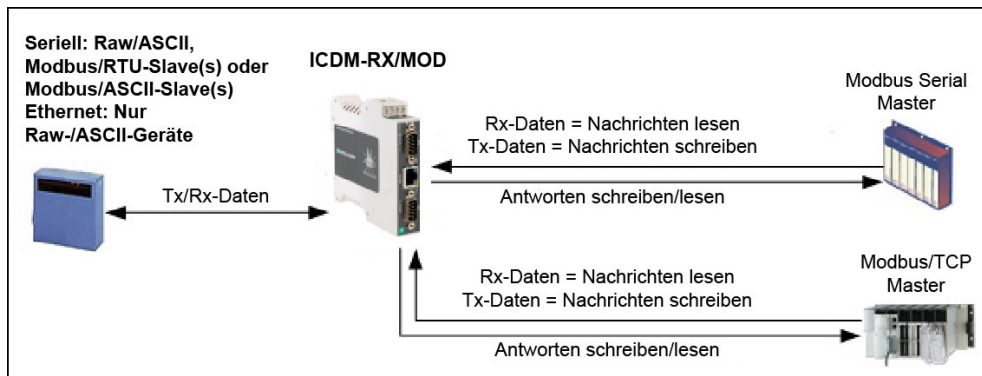 Seriell: Raw/ASCII,
Modbus/RTU-Slave(s) oder
Modbus/ASCII-Slave(s)
Ethernet: Nur
Raw-/ASCII-Geräte
ICDM-RX/MOD
Modbus Serial
Master
Rx-Daten = Nachrichten lesen
Tx-Daten = Nachrichten schreiben
Antworten schreiben/lesen
Tx/Rx-Daten
Rx-Daten = Nachrichten lesen
Tx-Daten = Nachrichten schreiben
Modbus/TCP
Master
Antworten schreiben/lesen